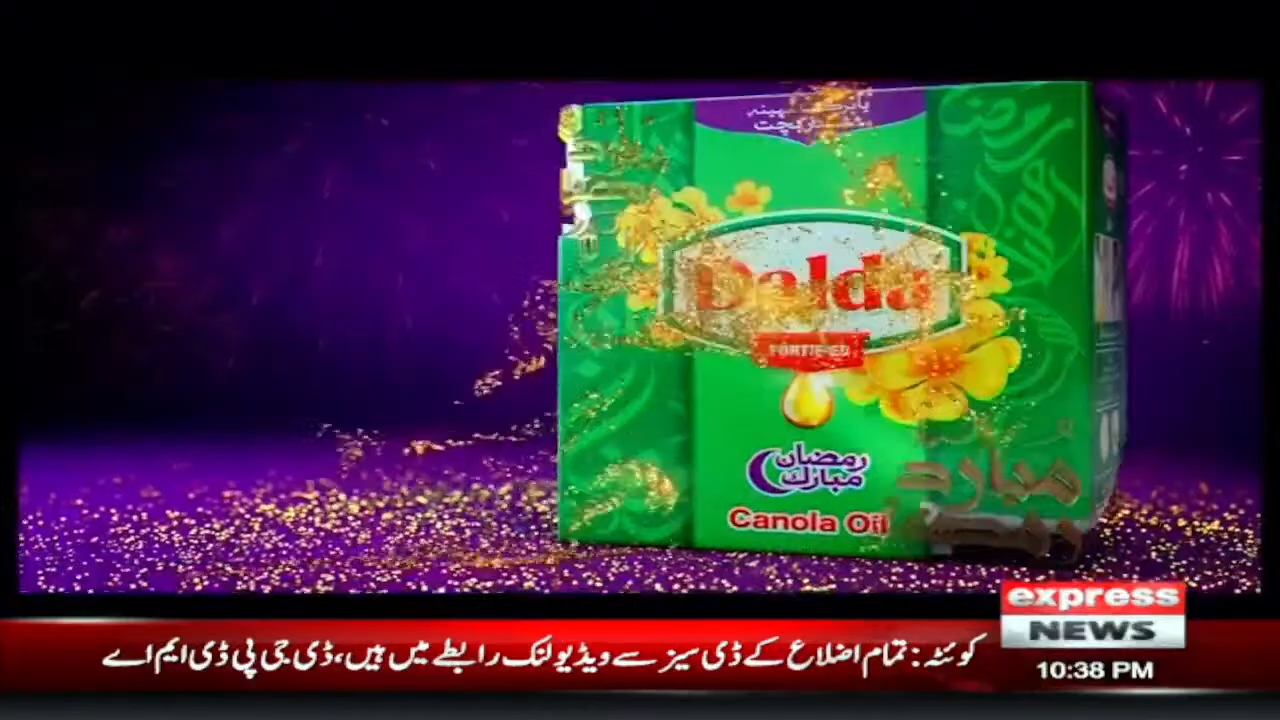 Dalda
FORTIFIED
رمضان
مبارک
Canola Oil
مبارک
express
NEWS
10:38 PM
کوئٹہ: تمام اضلاع کے ڈی سیز سے ویڈیو لنک رابطے میں ہیں، ڈی جی پی ڈی ایم اے